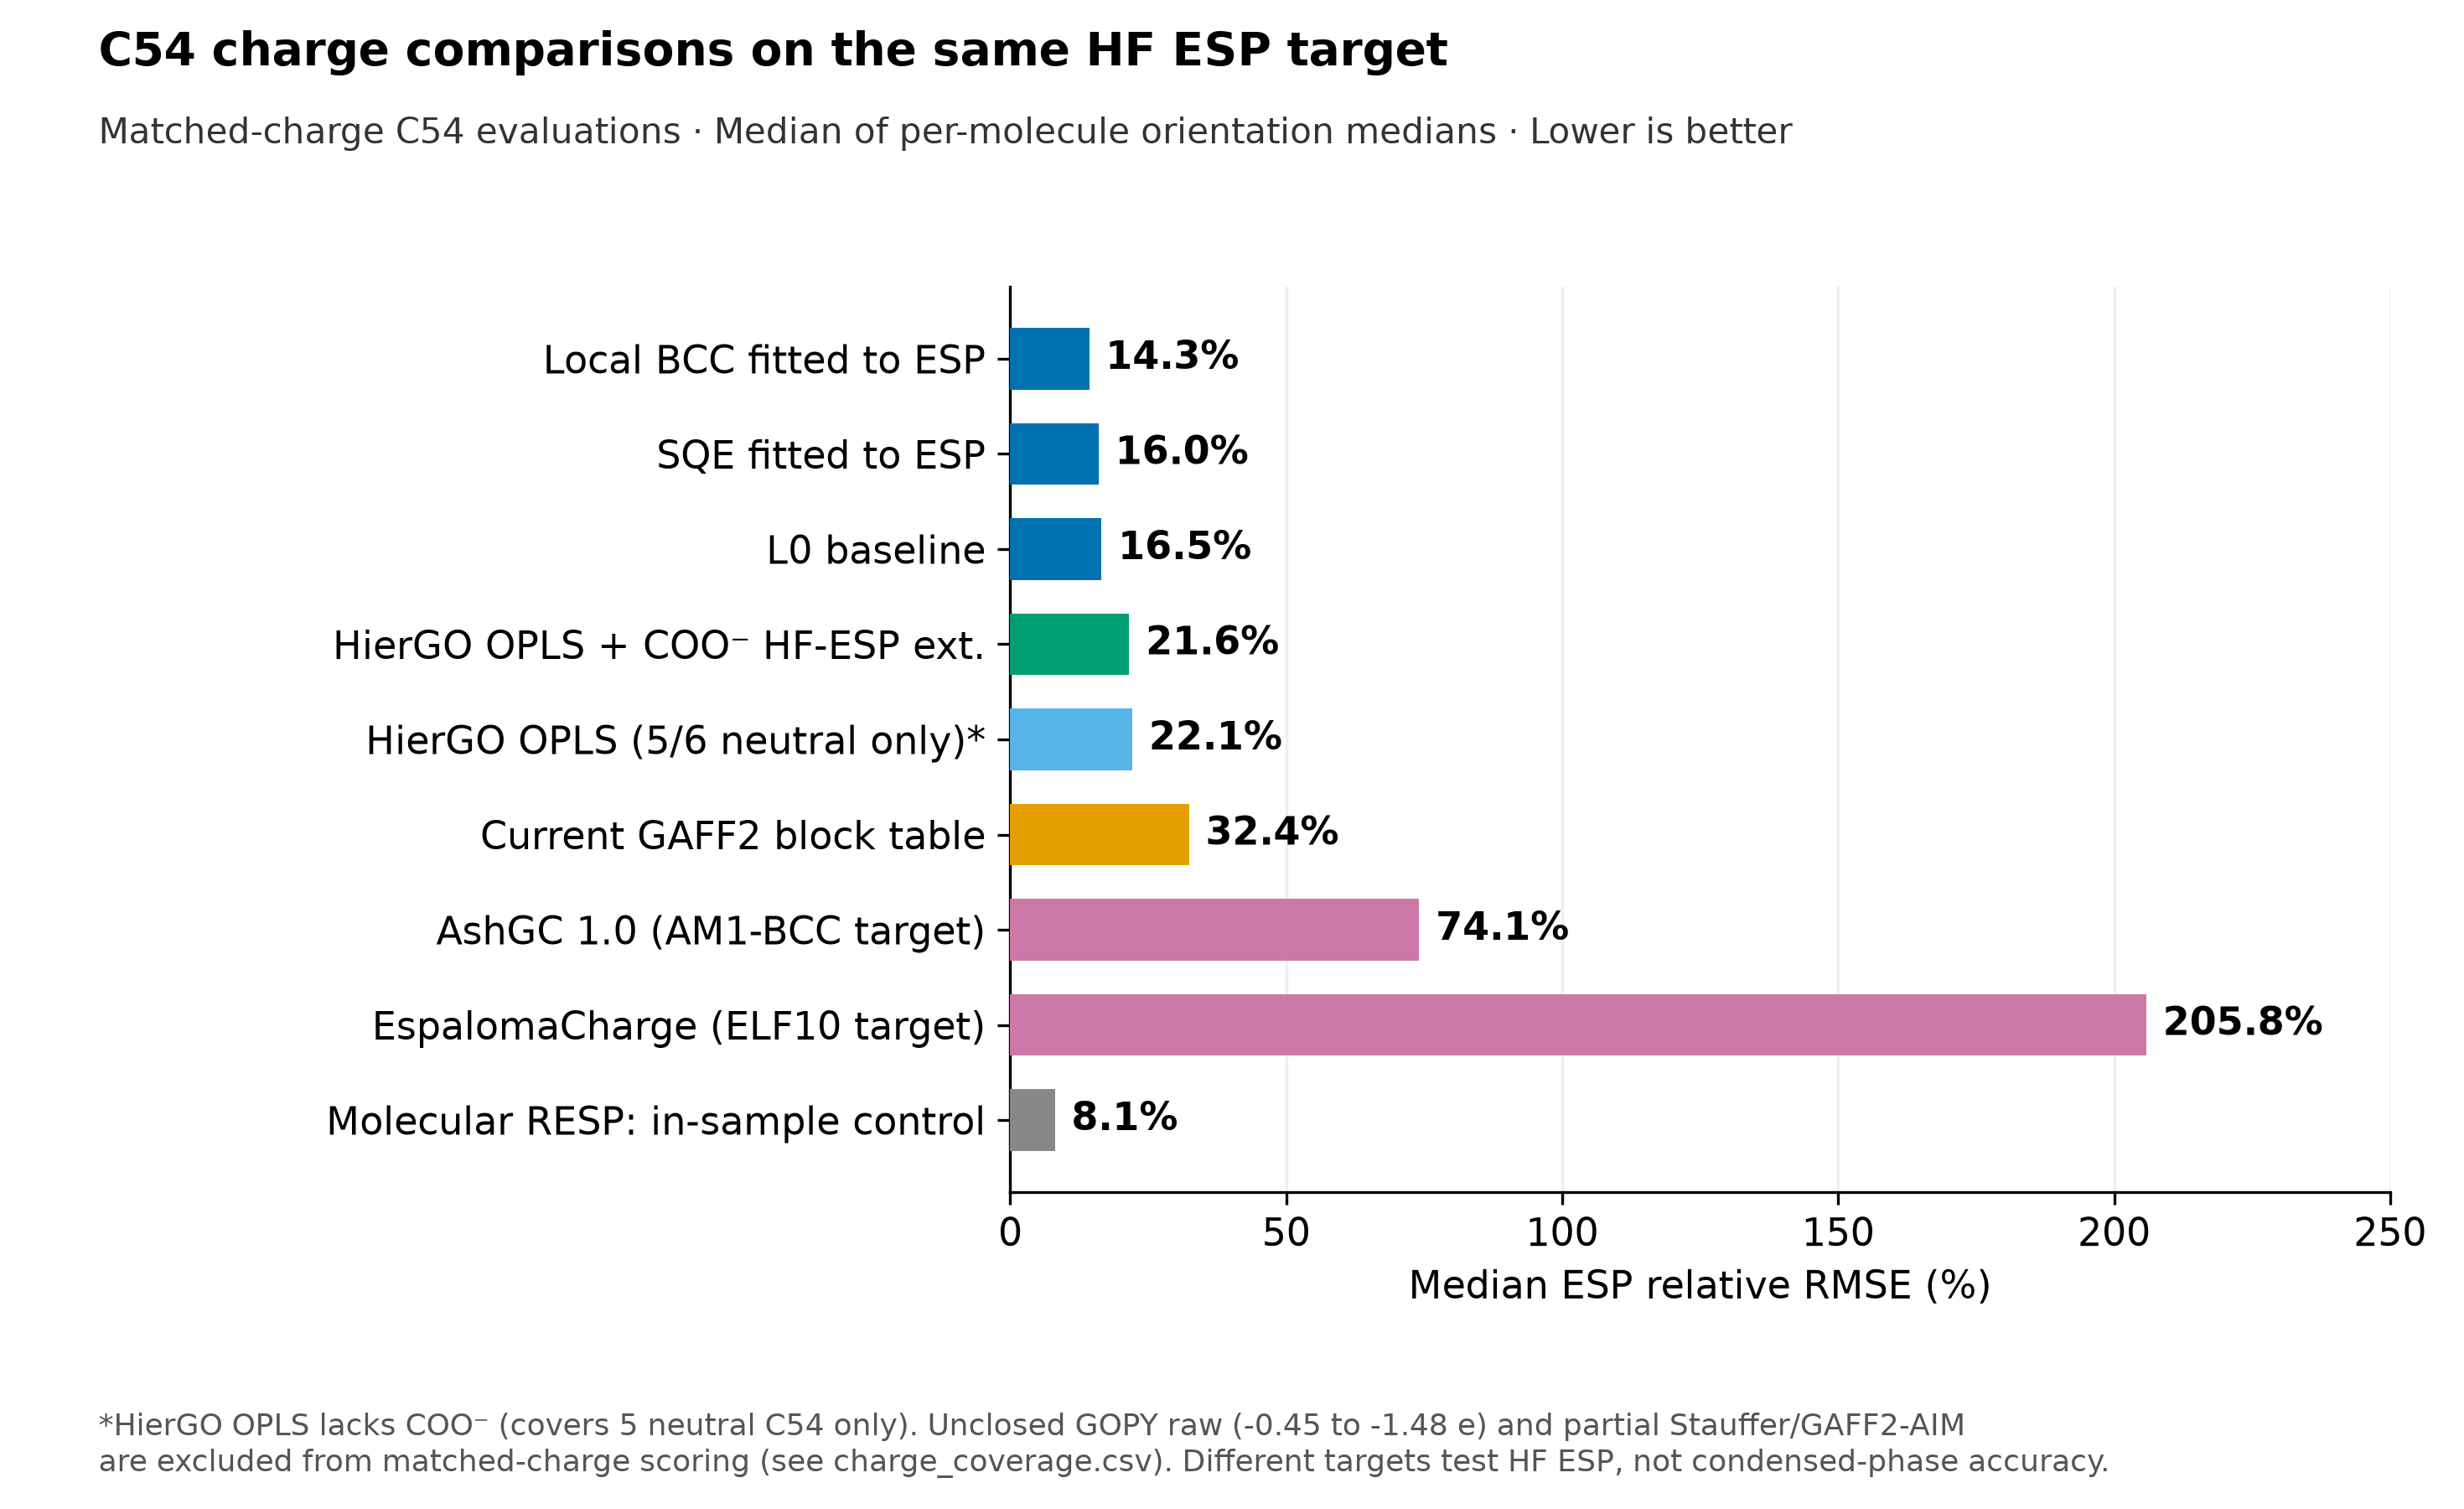 C54 charge comparisons on the same HF ESP target
Matched-charge C54 evaluations · Median of per-molecule orientation medians · Lower is better
Local BCC fitted to ESP 14.3%
SQE fitted to ESP 16.0%
L0 baseline 16.5%
HierGO OPLS + COO⁻ HF-ESP ext. 21.6%
HierGO OPLS (5/6 neutral only)* 22.1%
Current GAFF2 block table 32.4%
AshGC 1.0 (AM1-BCC target) 74.1%
EspalomaCharge (ELF10 target) 205.8%
Molecular RESP: in-sample control 8.1%
0 50 100 150 200 250
Median ESP relative RMSE (%)
*HierGO OPLS lacks COO⁻ (covers 5 neutral C54 only). Unclosed GOPY raw (-0.45 to -1.48 e) and partial Stauffer/GAFF2-AIM
are excluded from matched-charge scoring (see charge_coverage.csv). Different targets test HF ESP, not condensed-phase accuracy.